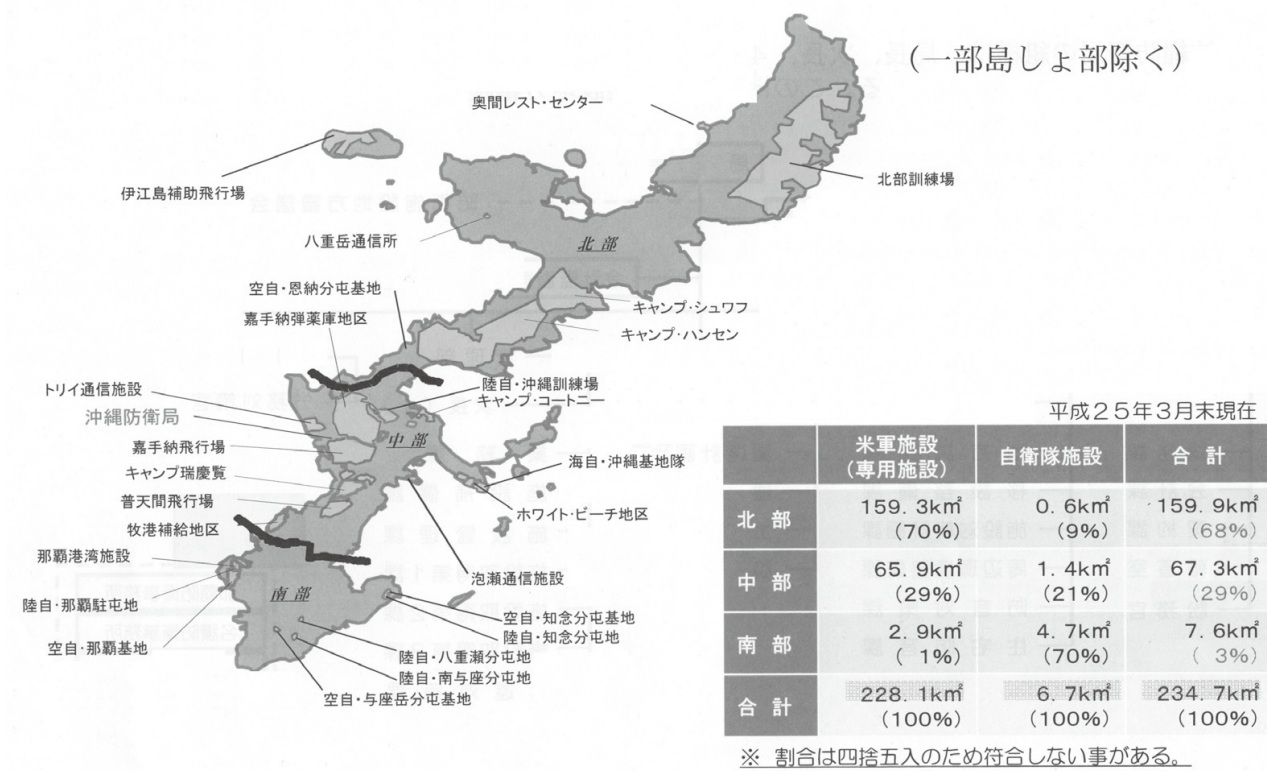 (一部島しょ部除く)
奥間レスト・センター
伊江島補助飛行場
北部訓練場
八重岳通信所
北部
空自・恩納分屯基地
キャンプ・シュワフ
嘉手納弾薬庫地区
キャンプ・ハンセン
トリイ通信施設
陸自・沖縄訓練場
キャンプ・コートニー
沖縄防衛局
中部
嘉手納飛行場
海自・沖縄基地隊
キャンプ瑞慶覧
普天間飛行場
ホワイト・ビーチ地区
牧港補給地区
那覇港湾施設
泡瀬通信施設
南部
陸自・那覇駐屯地
空自・知念分屯基地
陸自・知念分屯地
空自・那覇基地
陸自・八重瀬分屯地
陸自・南与座分屯地
空自・与座岳分屯基地
平成25年3月末現在
米軍施設 (専用施設) 自衛隊施設 合計
北部 159.3k㎡ 0.6k㎡ 159.9k㎡
(70%) (9%) (68%)
中部 65.9k㎡ 1.4k㎡ 67.3k㎡
(29%) (21%) (29%)
南部 2.9k㎡ 4.7k㎡ 7.6k㎡
( 1%) (70%) ( 3%)
合計 228.1k㎡ 6.7k㎡ 234.7k㎡
(100%) (100%) (100%)
※ 割合は四捨五入のため符合しない事がある。